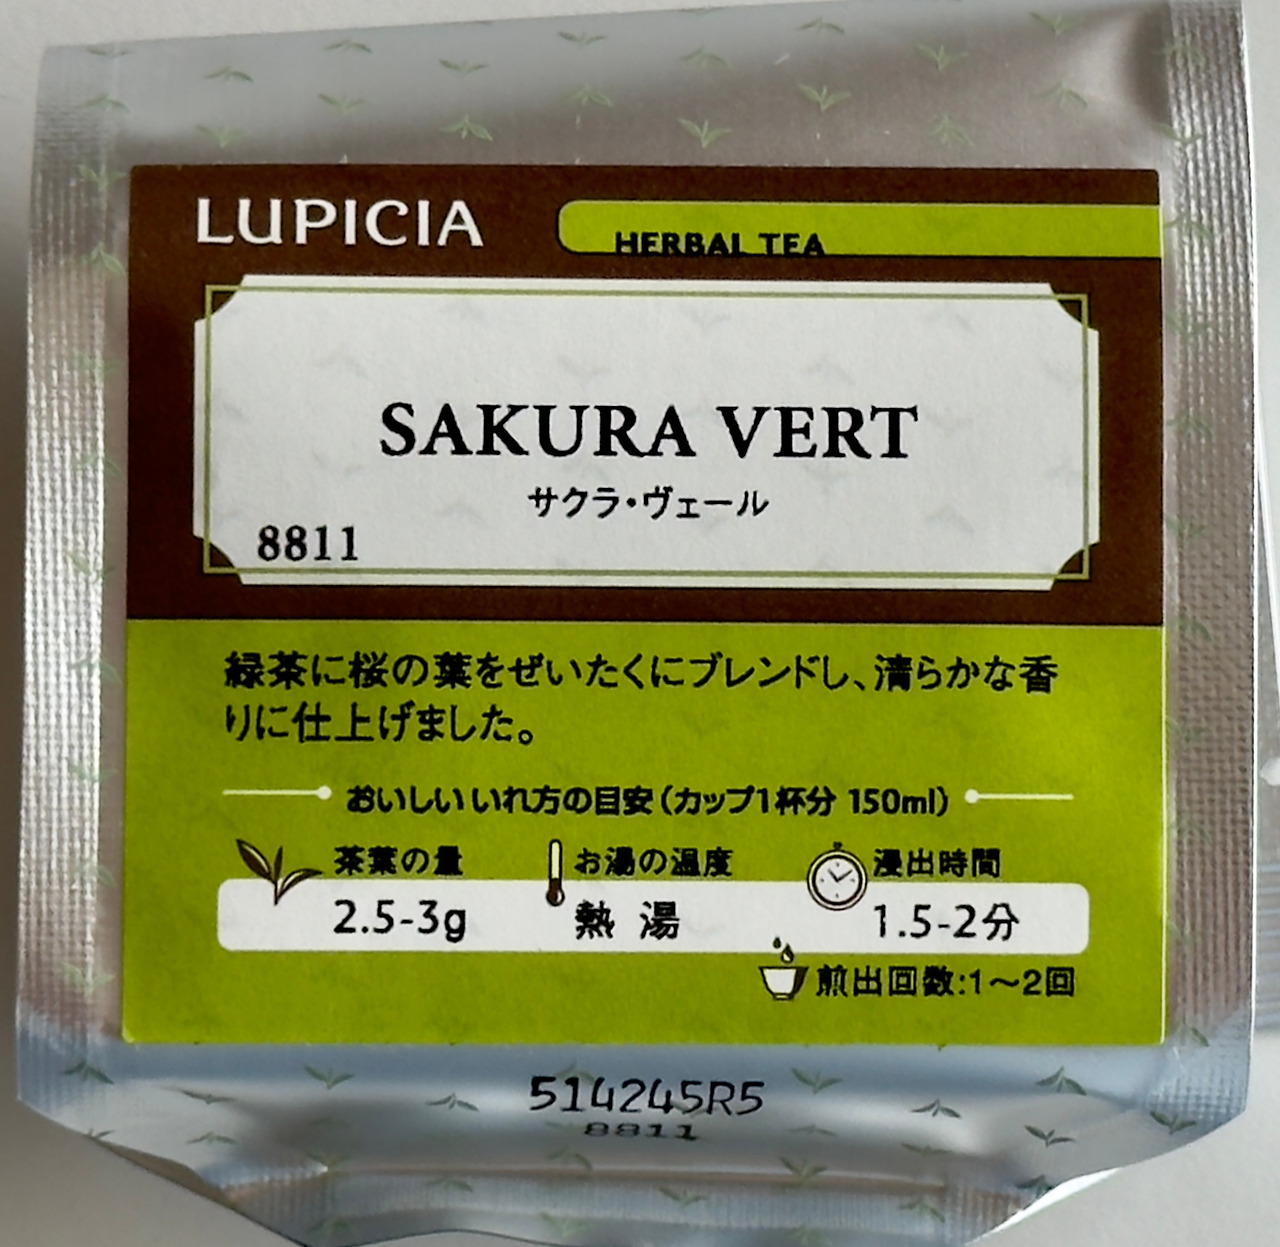 LUPICIA
HERBAL TEA
SAKURA VERT
サクラ・ヴェール
8811
緑茶に桜の葉をぜいたくにブレンドし、清らかな香
りに仕上げました。
おいしいいれ方の目安（カップ1杯分 150ml）
茶葉の量 お湯の温度 浸出時間
2.5-3g 熱湯 1.5-2分
煎出回数:1～2回
514245R5
8811